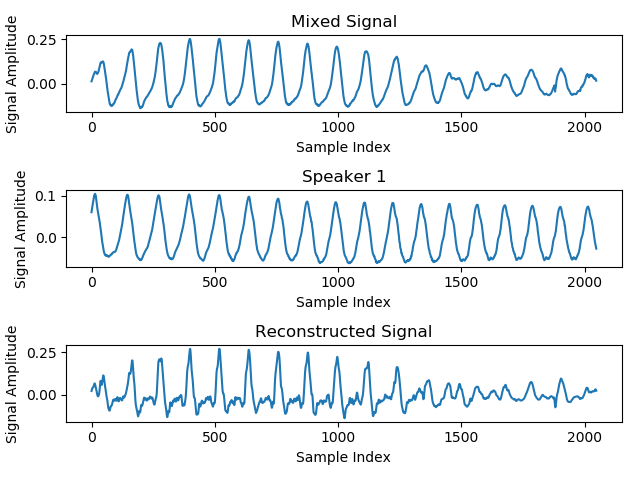 Mixed Signal
Signal Amplitude
0.25
0.00
0 500 1000 1500 2000
Sample Index
Speaker 1
Signal Amplitude
0.1
0.0
0 500 1000 1500 2000
Sample Index
Reconstructed Signal
Signal Amplitude
0.25
0.00
0 500 1000 1500 2000
Sample Index